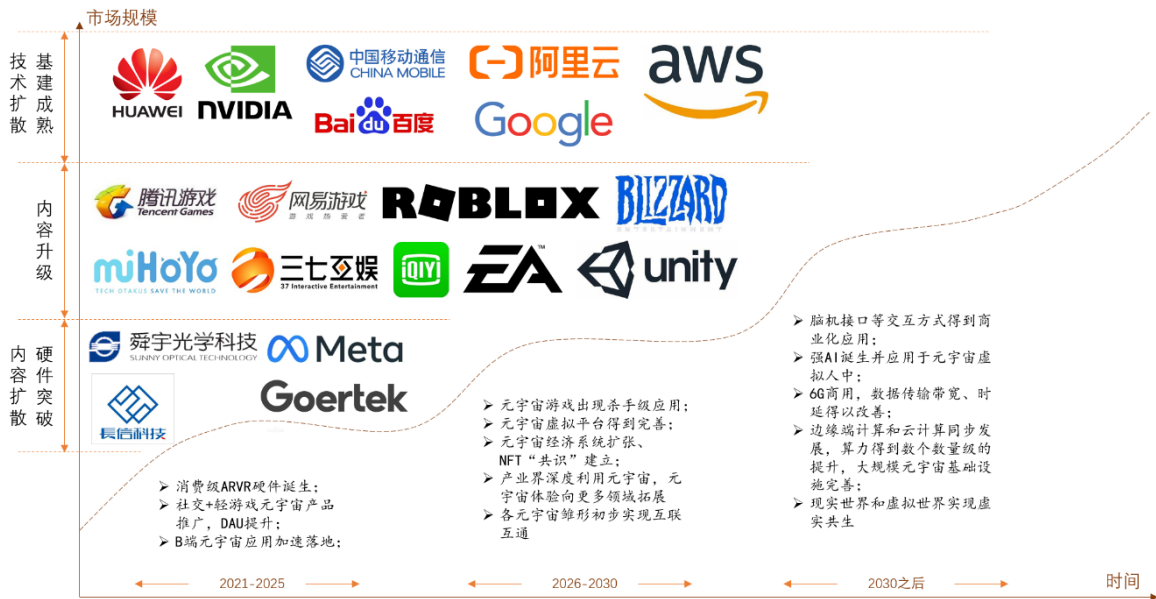 市场规模
技术扩散
基建成熟
HUAWEI
NVIDIA
中国移动通信
CHINA MOBILE
阿里云
aws
Bai du 百度
Google
内容升级
腾讯游戏
Tencent Games
网易游戏
游戏热爱者
ROBLOX
BLIZZARD
ENTERTAINMENT
miHoYo
TECH OTAKUS SAVE THE WORLD
三七互娱
37 Interactive Entertainment
iQIYI
EA™
unity
内容扩散
硬件突破
舜宇光学科技
SUNNY OPTICAL TECHNOLOGY
Meta
長信科技
Goertek
➢ 消费级ARVR硬件诞生；
➢ 社交+轻游戏元宇宙产品
推广，DAU提升；
➢ B端元宇宙应用加速落地；
➢ 元宇宙游戏出现杀手级应用；
➢ 元宇宙虚拟平台得到完善；
➢ 元宇宙经济系统扩张、
NFT“共识”建立；
➢ 产业界深度利用元宇宙，元
宇宙体验向更多领域拓展
➢ 各元宇宙雏形初步实现互联
互通
➢ 脑机接口等交互方式得到商
业化应用；
➢ 强AI诞生并应用于元宇宙虚
拟人中；
➢ 6G商用，数据传输带宽、时
延得以改善；
➢ 边缘端计算和云计算同步发
展，算力得到数个数量级的
提升，大规模元宇宙基础设
施完善；
➢ 现实世界和虚拟世界实现虚
实共生
2021-2025
2026-2030
2030之后
时间